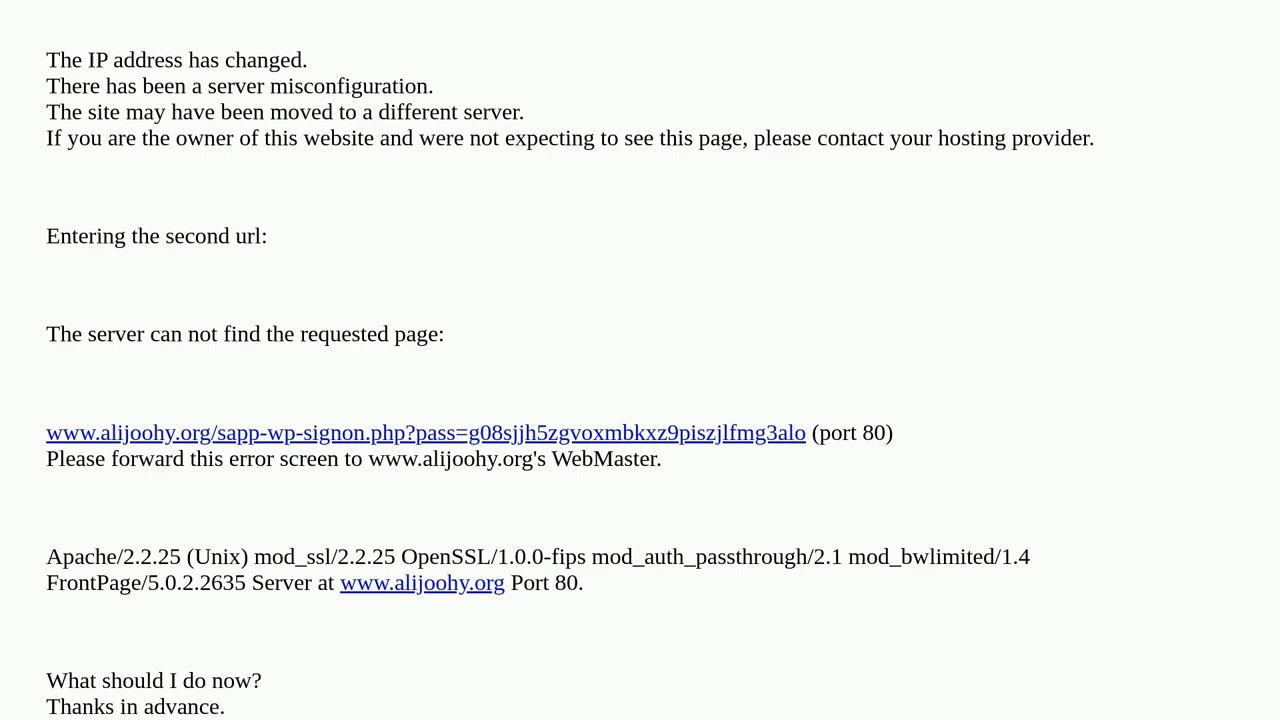 The IP address has changed.
There has been a server misconfiguration.
The site may have been moved to a different server.
If you are the owner of this website and were not expecting to see this page, please contact your hosting provider.
Entering the second url:
The server can not find the requested page:
www.alijoohy.org/sapp-wp-signon.php?pass=g08sjjh5zgvoxmbkxz9piszjlfmg3alo (port 80)
Please forward this error screen to www.alijoohy.org's WebMaster.
Apache/2.2.25 (Unix) mod_ssl/2.2.25 OpenSSL/1.0.0-fips mod_auth_passthrough/2.1 mod_bwlimited/1.4
FrontPage/5.0.2.2635 Server at www.alijoohy.org Port 80.
What should I do now?
Thanks in advance.